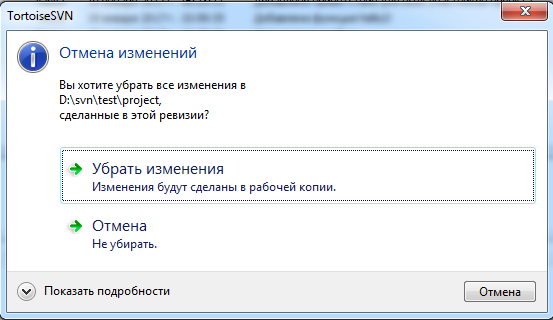 TortoiseSVN
Отмена изменений
Вы хотите убрать все изменения в
D:\svn\test\project,
сделанные в этой ревизии?
Убрать изменения
Изменения будут сделаны в рабочей копии.
Отмена
Не убирать.
Показать подробности
Отмена